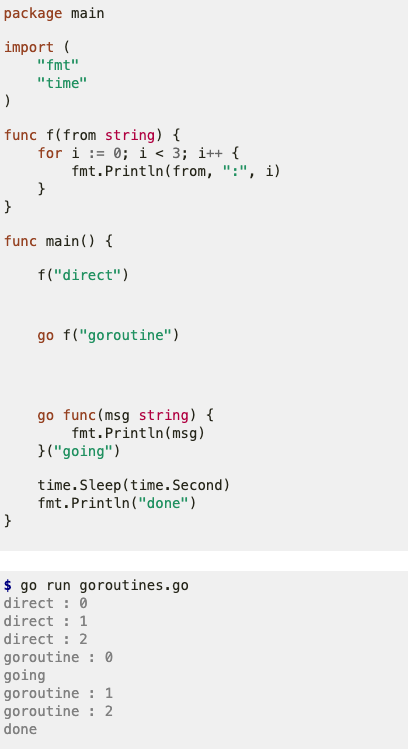 package main
import (
    "fmt"
    "time"
)
func f(from string) {
    for i := 0; i < 3; i++ {
        fmt.Println(from, ":", i)
    }
}
func main() {
    f("direct")
    go f("goroutine")
    go func(msg string) {
        fmt.Println(msg)
    }("going")
    time.Sleep(time.Second)
    fmt.Println("done")
}
$ go run goroutines.go
direct : 0
direct : 1
direct : 2
goroutine : 0
going
goroutine : 1
goroutine : 2
done